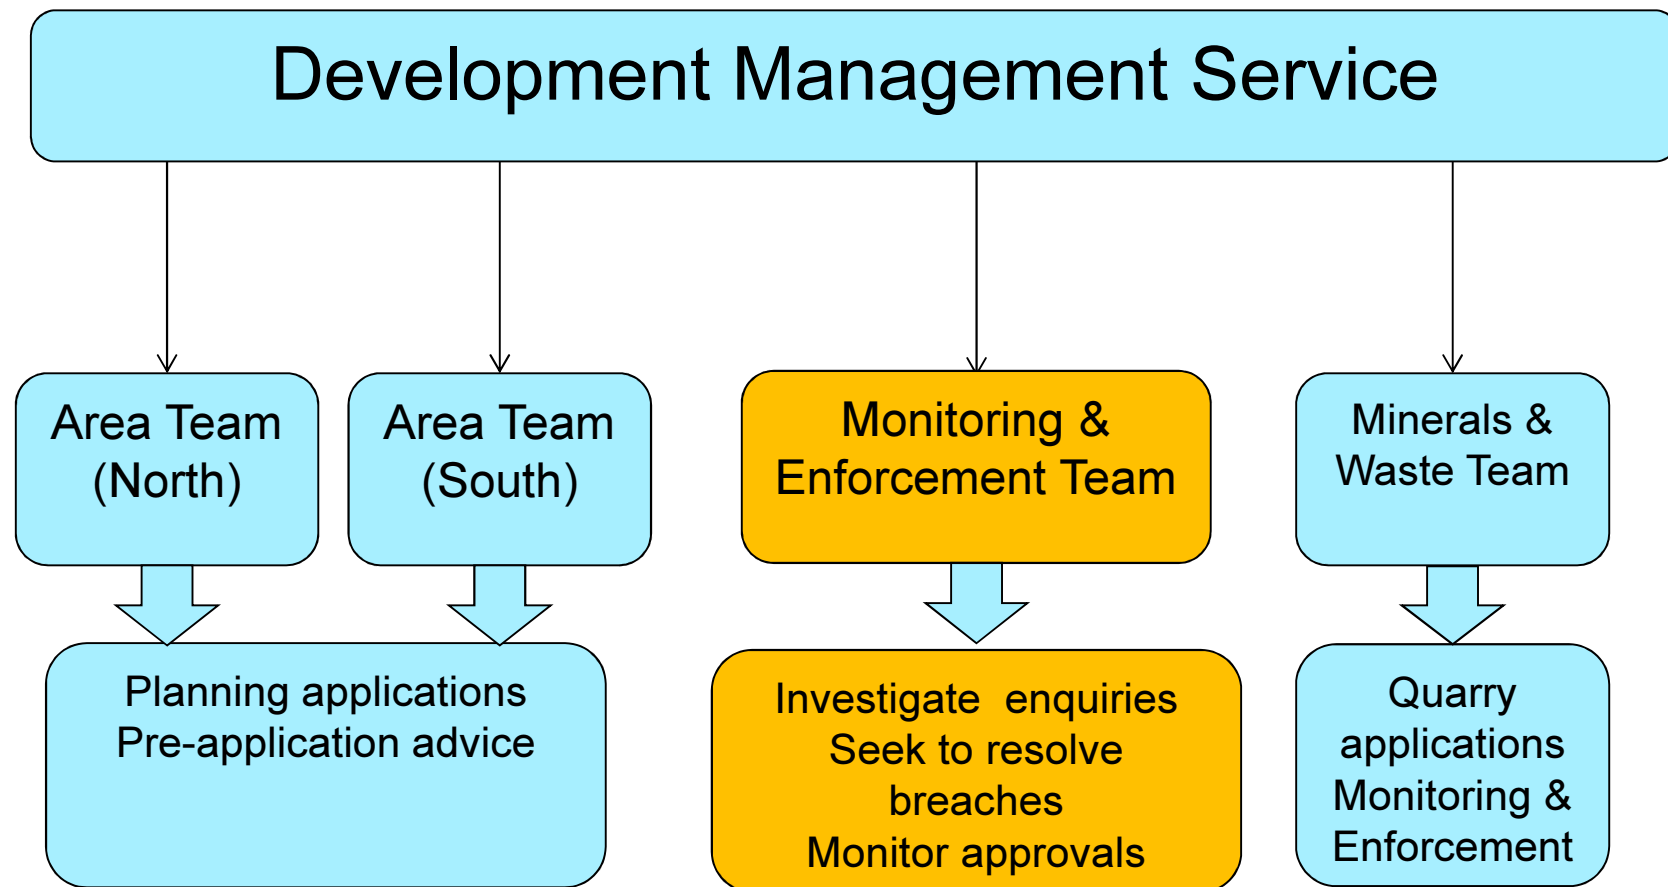 Development Management Service
Area Team
(North)
Area Team
(South)
Monitoring &
Enforcement Team
Minerals &
Waste Team
Planning applications
Pre-application advice
Investigate  enquiries
Seek to resolve
breaches
Monitor approvals
Quarry
applications
Monitoring &
Enforcement